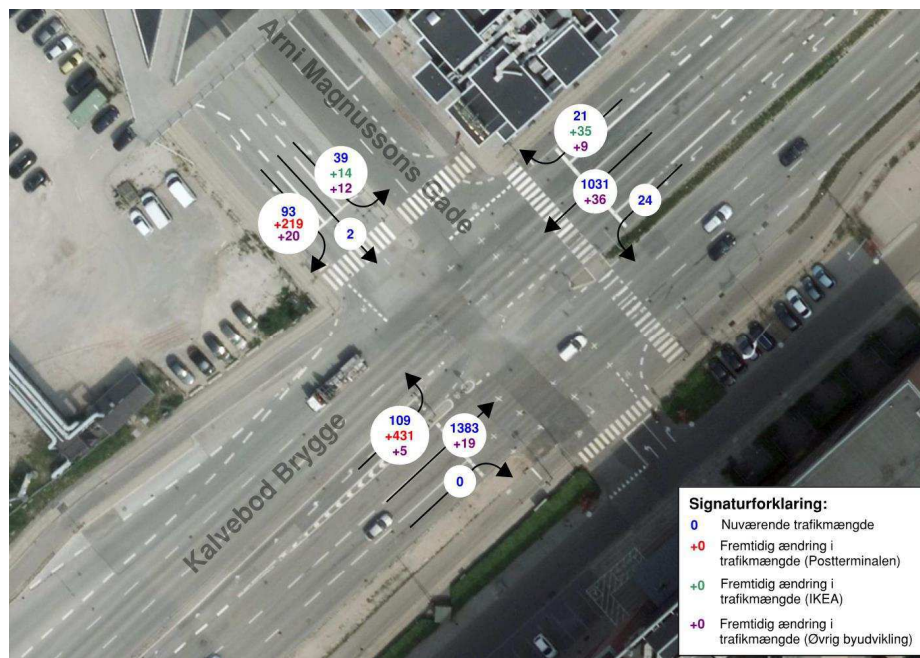 Arni Magnussons Gade
21
+35
+9
39
+14
+12
1031
+36
24
93
+219
+20
2
109
+431
+5
1383
+19
0
Kalvebod Brygge
Signaturforklaring:
0 Nuværende trafikmængde
+0 Fremtidig ændring i
trafikmængde (Postterminalen)
+0 Fremtidig ændring i
trafikmængde (IKEA)
+0 Fremtidig ændring i
trafikmængde (Øvrig byudvikling)